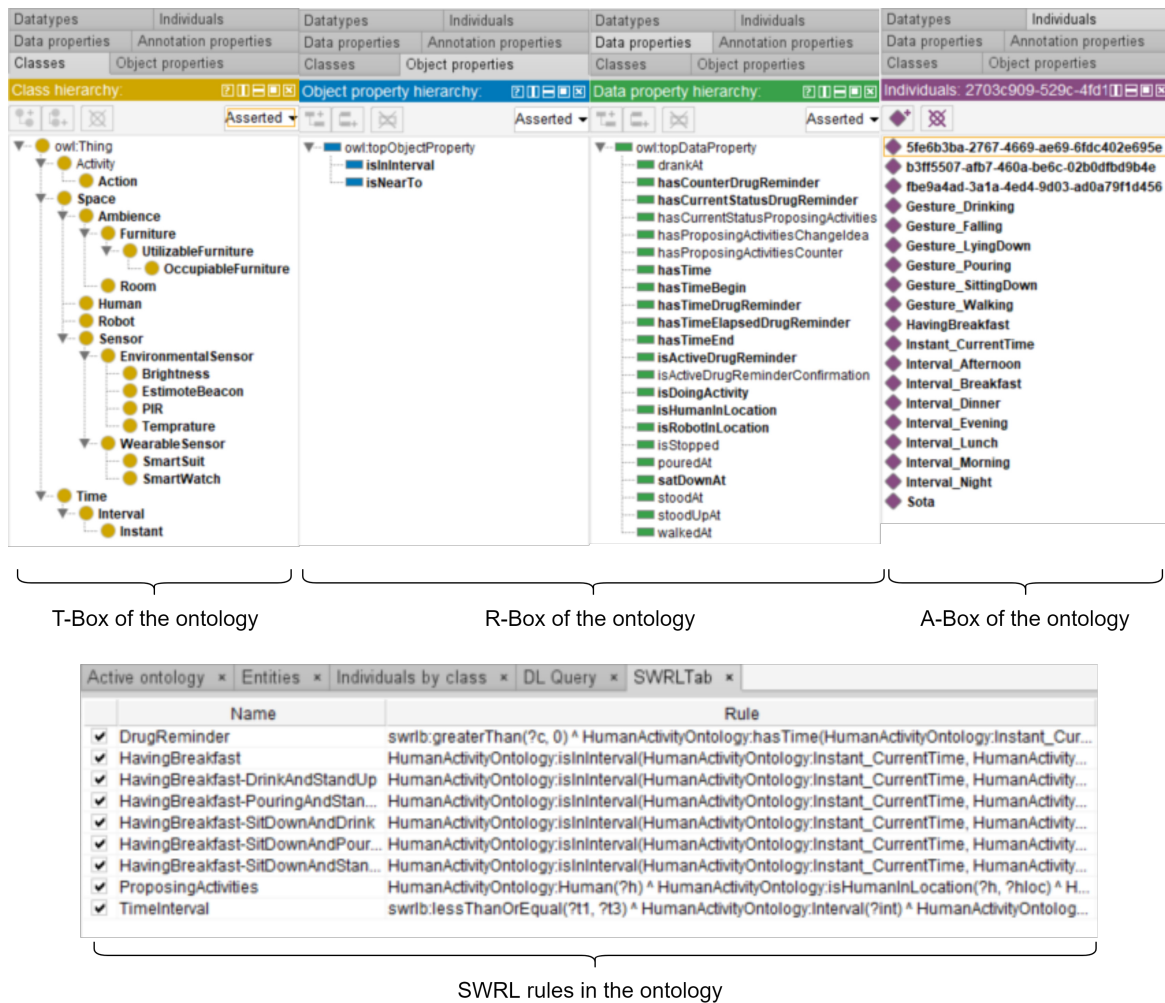 Datatypes Individuals
Data properties Annotation properties
Classes Object properties
Class hierarchy:
Asserted
owl:Thing
Activity
Action
Space
Ambience
Furniture
UtilizableFurniture
OccupiableFurniture
Room
Human
Robot
Sensor
EnvironmentalSensor
Brightness
EstimoteBeacon
PIR
Temprature
WearableSensor
SmartSuit
SmartWatch
Time
Interval
Instant
Datatypes Individuals
Data properties Annotation properties
Classes Object properties
Object property hierarchy:
Asserted
owl:topObjectProperty
isInInterval
isNearTo
Datatypes Individuals
Data properties Annotation properties
Classes Object properties
Data property hierarchy:
Asserted
owl:topDataProperty
drankAt
hasCounterDrugReminder
hasCurrentStatusDrugReminder
hasCurrentStatusProposingActivities
hasProposingActivitiesChangeIdea
hasProposingActivitiesCounter
hasTime
hasTimeBegin
hasTimeDrugReminder
hasTimeElapsedDrugReminder
hasTimeEnd
isActiveDrugReminder
isActiveDrugReminderConfirmation
isDoingActivity
isHumanInLocation
isRobotInLocation
isStopped
pouredAt
satDownAt
stoodAt
stoodUpAt
walkedAt
Datatypes Individuals
Data properties Annotation properties
Classes Object properties
Individuals: 2703c909-529c-4fd1
5fe6b3ba-2767-4669-ae69-6fdc402e695e
b3ff5507-afb7-460a-be6c-02b0dfbd9b4e
fbe9a4ad-3a1a-4ed4-9d03-ad0a79f1d456
Gesture_Drinking
Gesture_Falling
Gesture_LyingDown
Gesture_Pouring
Gesture_SittingDown
Gesture_Walking
HavingBreakfast
Instant_CurrentTime
Interval_Afternoon
Interval_Breakfast
Interval_Dinner
Interval_Evening
Interval_Lunch
Interval_Morning
Interval_Night
Sota
T-Box of the ontology
R-Box of the ontology
A-Box of the ontology
Active ontology × Entities × Individuals by class × DL Query × SWRLTab ×
Name Rule
DrugReminder swrlb:greaterThan(?c, 0) ^ HumanActivityOntology:hasTime(HumanActivityOntology:Instant_Cur...
HavingBreakfast HumanActivityOntology:isInInterval(HumanActivityOntology:Instant_CurrentTime, HumanActivity...
HavingBreakfast-DrinkAndStandUp HumanActivityOntology:isInInterval(HumanActivityOntology:Instant_CurrentTime, HumanActivity...
HavingBreakfast-PouringAndStan... HumanActivityOntology:isInInterval(HumanActivityOntology:Instant_CurrentTime, HumanActivity...
HavingBreakfast-SitDownAndDrink HumanActivityOntology:isInInterval(HumanActivityOntology:Instant_CurrentTime, HumanActivity...
HavingBreakfast-SitDownAndPour... HumanActivityOntology:isInInterval(HumanActivityOntology:Instant_CurrentTime, HumanActivity...
HavingBreakfast-SitDownAndStan... HumanActivityOntology:isInInterval(HumanActivityOntology:Instant_CurrentTime, HumanActivity...
ProposingActivities HumanActivityOntology:Human(?h) ^ HumanActivityOntology:isHumanInLocation(?h, ?hloc) ^ H...
TimeInterval swrlb:lessThanOrEqual(?t1, ?t3) ^ HumanActivityOntology:Interval(?int) ^ HumanActivityOntolog...
SWRL rules in the ontology